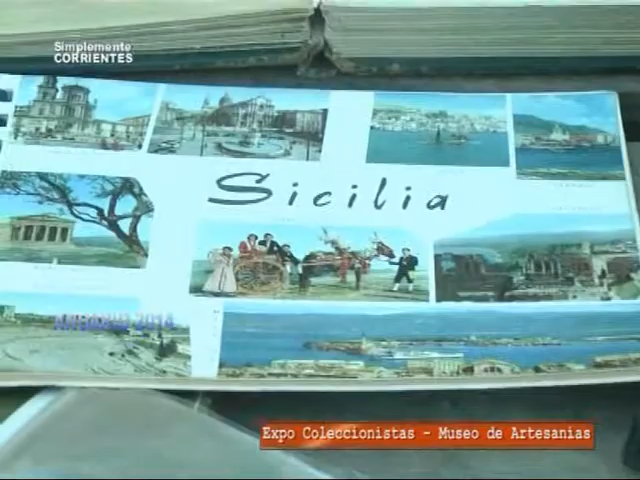 Simplemente
CORRIENTES
Sicilia
Expo Coleccionistas - Museo de Artesanias